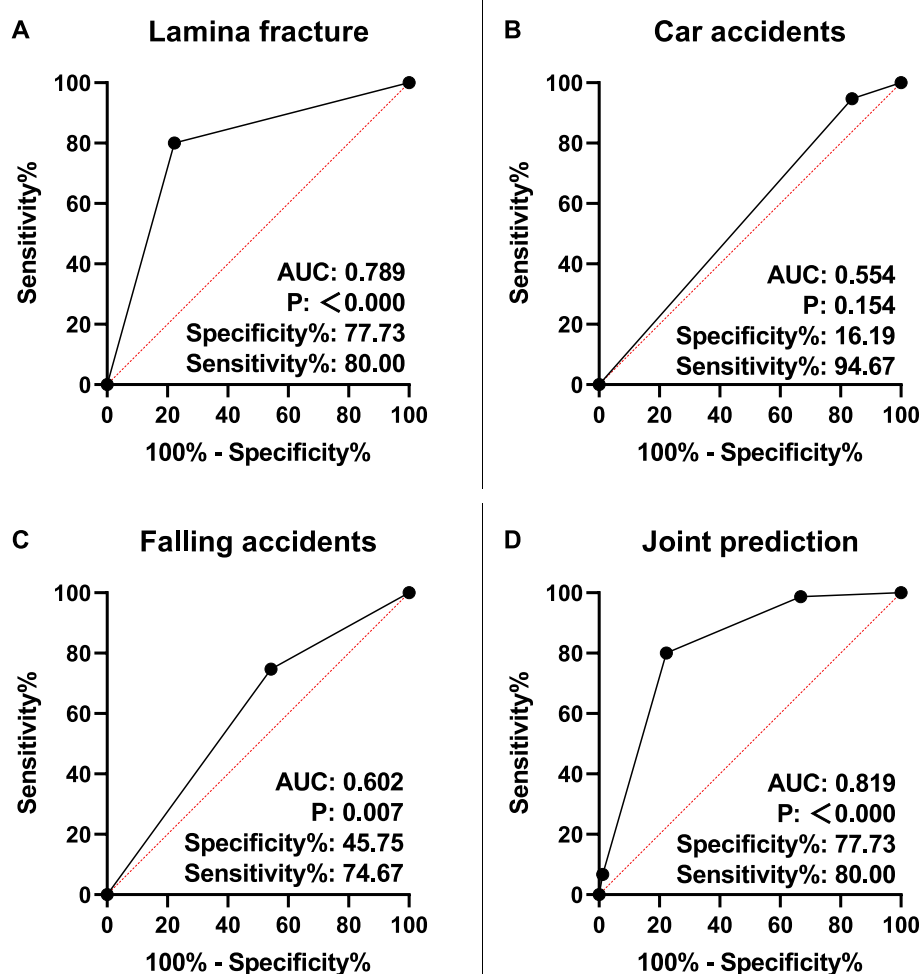 A
Lamina fracture
100
80
60
40
20
0
Sensitivity%
AUC: 0.789
P: <0.000
Specificity%: 77.73
Sensitivity%: 80.00
0 20 40 60 80 100
100% - Specificity%
B
Car accidents
100
80
60
40
20
0
Sensitivity%
AUC: 0.554
P: 0.154
Specificity%: 16.19
Sensitivity%: 94.67
0 20 40 60 80 100
100% - Specificity%
C
Falling accidents
100
80
60
40
20
0
Sensitivity%
AUC: 0.602
P: 0.007
Specificity%: 45.75
Sensitivity%: 74.67
0 20 40 60 80 100
100% - Specificity%
D
Joint prediction
100
80
60
40
20
0
Sensitivity%
AUC: 0.819
P: <0.000
Specificity%: 77.73
Sensitivity%: 80.00
0 20 40 60 80 100
100% - Specificity%